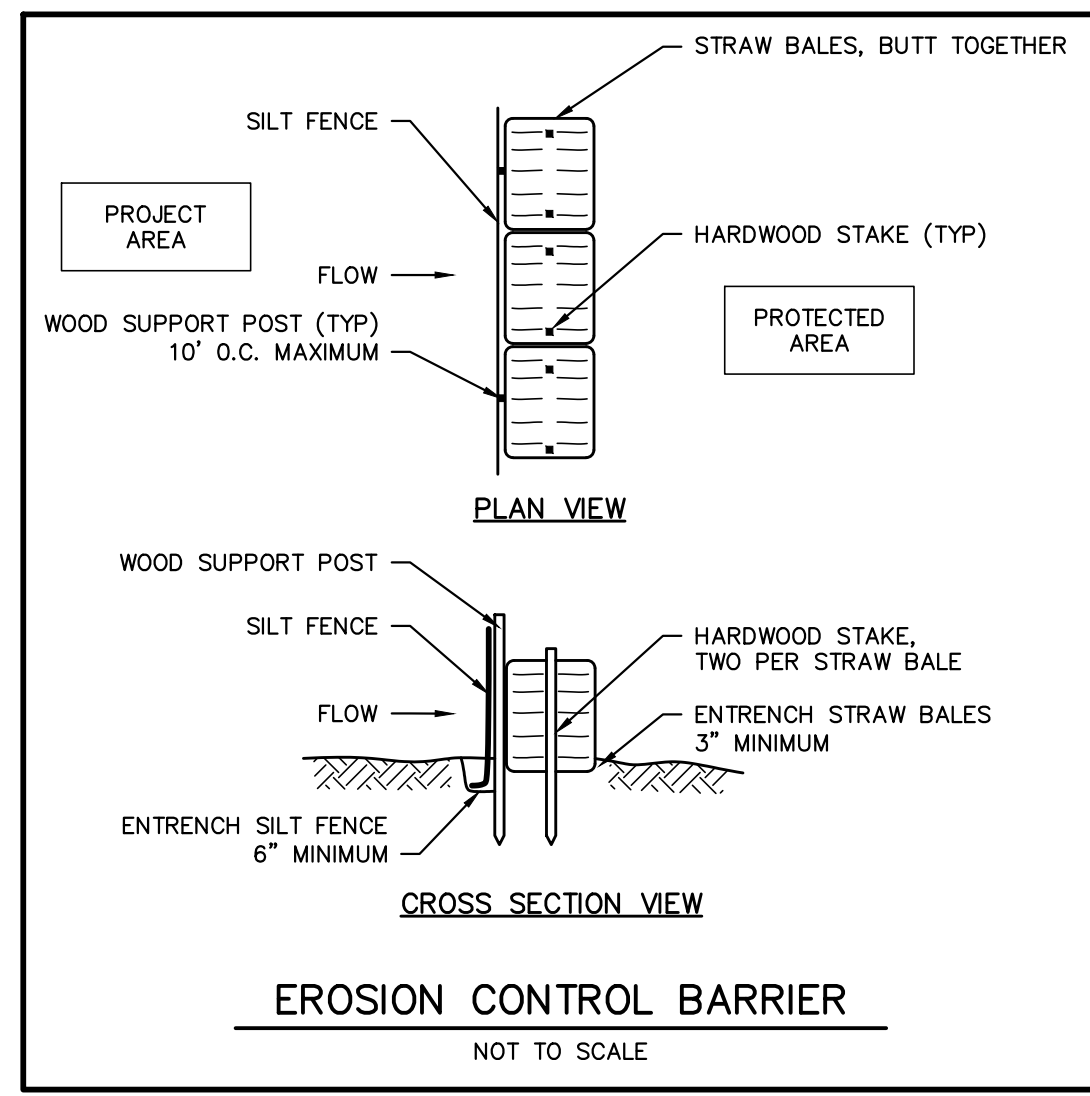 STRAW BALES, BUTT TOGETHER
SILT FENCE
PROJECT
AREA
HARDWOOD STAKE (TYP)
FLOW
WOOD SUPPORT POST (TYP)
10' O.C. MAXIMUM
PROTECTED
AREA
PLAN VIEW
WOOD SUPPORT POST
SILT FENCE
HARDWOOD STAKE,
TWO PER STRAW BALE
FLOW
ENTRENCH STRAW BALES
3" MINIMUM
ENTRENCH SILT FENCE
6" MINIMUM
CROSS SECTION VIEW
EROSION CONTROL BARRIER
NOT TO SCALE